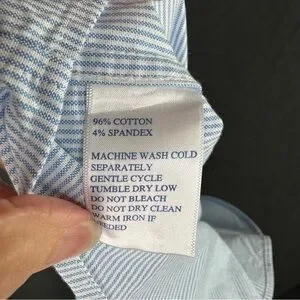 96% COTTON
4% SPANDEX
MACHINE WASH COLD
SEPARATELY
GENTLE CYCLE
TUMBLE DRY LOW
DO NOT BLEACH
DO NOT DRY CLEAN
WARM IRON IF
NEEDED